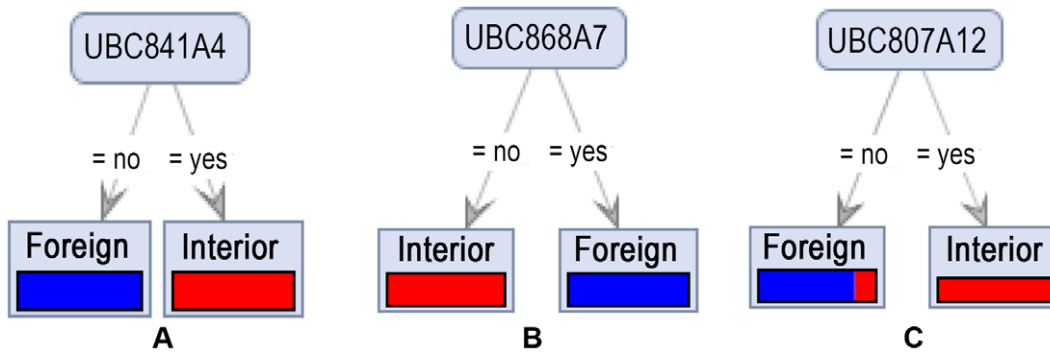 UBC841A4
= no = yes
Foreign Interior
A
UBC868A7
= no = yes
Interior Foreign
B
UBC807A12
= no = yes
Foreign Interior
C